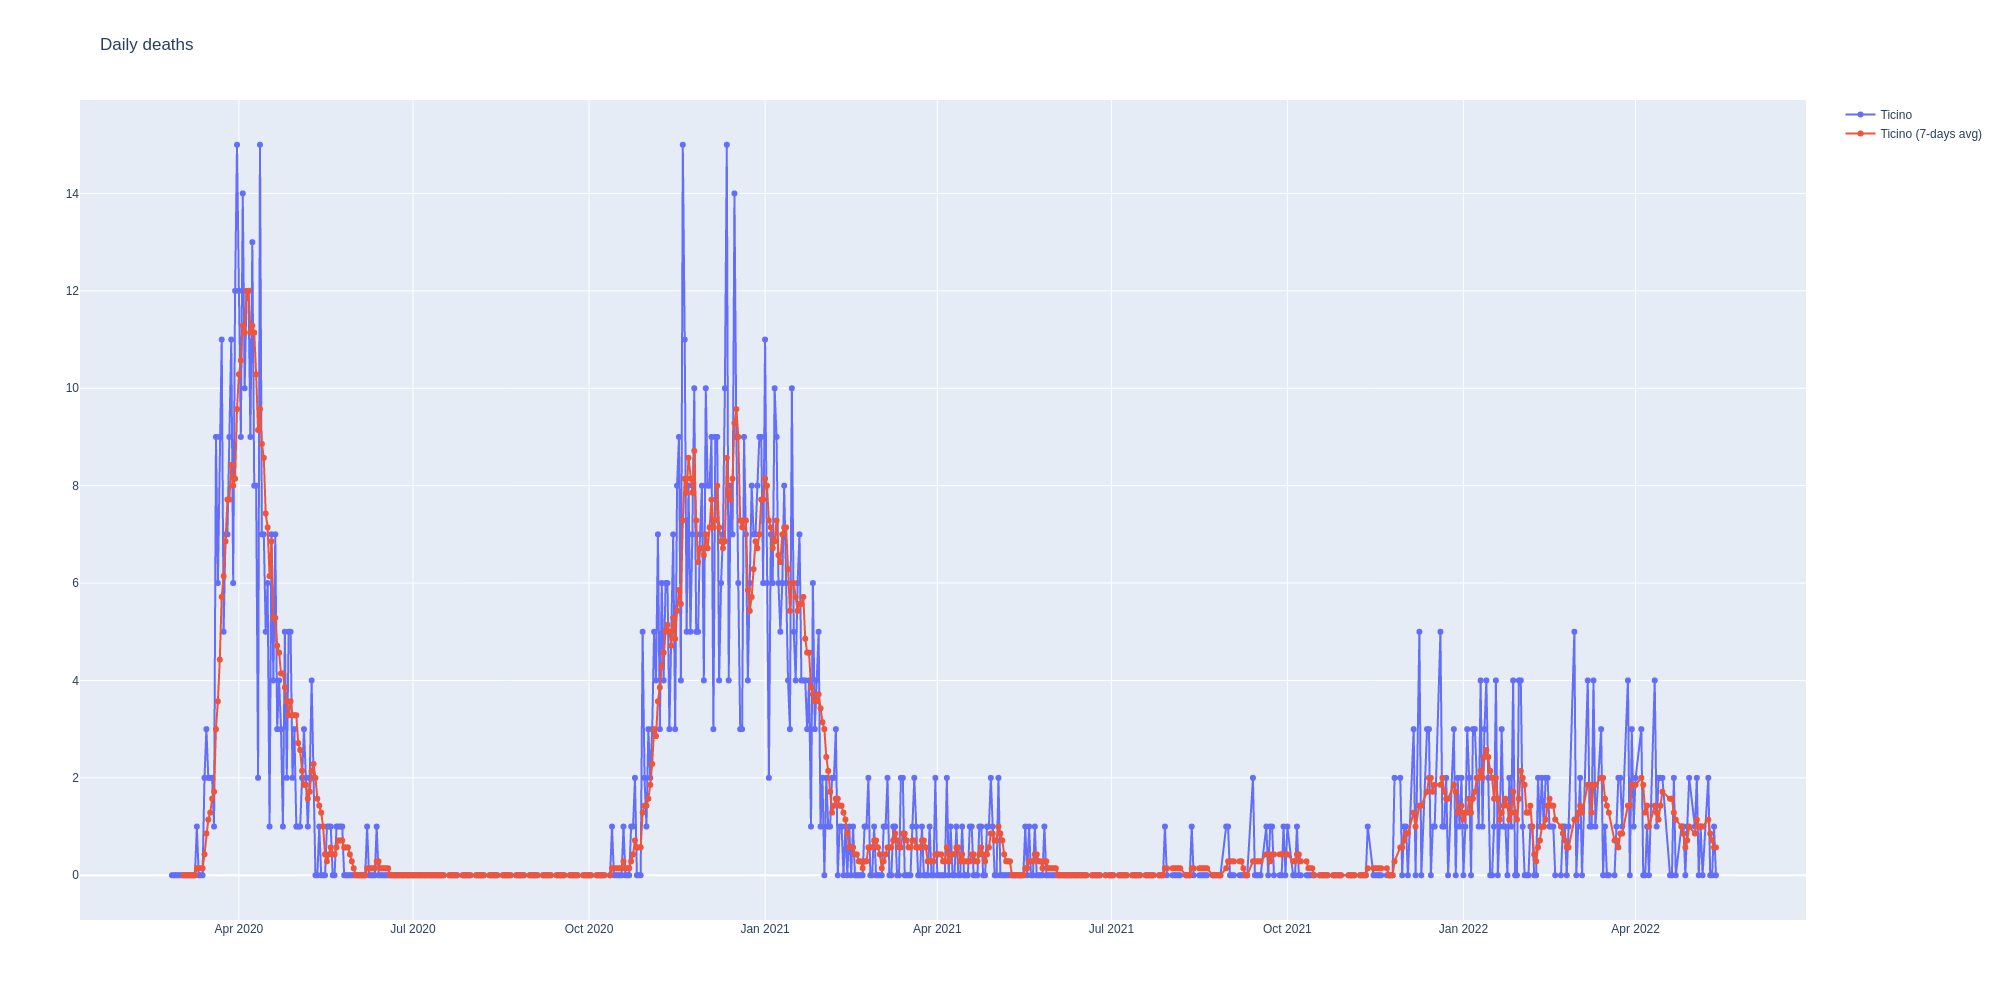 Daily deaths
Ticino
Ticino (7-days avg)
14
12
10
8
6
4
2
0
Apr 2020
Jul 2020
Oct 2020
Jan 2021
Apr 2021
Jul 2021
Oct 2021
Jan 2022
Apr 2022